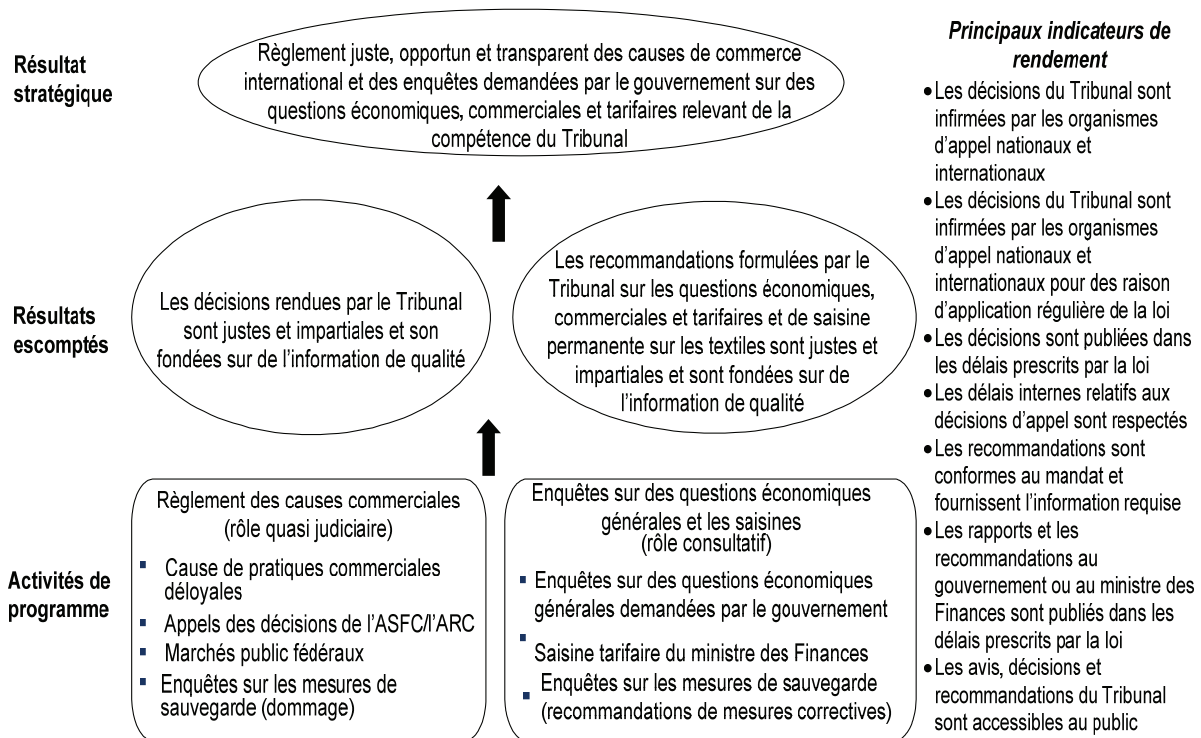 Résultat
stratégique
Règlement juste, opportun et transparent des causes de commerce
international et des enquêtes demandées par le gouvernement sur des
questions économiques, commerciales et tarifaires relevant de la
compétence du Tribunal
Résultats
escomptés
Les décisions rendues par le Tribunal
sont justes et impartiales et son
fondées sur de l’information de qualité
Les recommandations formulées par le
Tribunal sur les questions économiques,
commerciales et tarifaires et de saisine
permanente sur les textiles sont justes et
impartiales et sont fondées sur de
l’information de qualité
Activités de
programme
Règlement des causes commerciales
(rôle quasi judiciaire)
▪ Cause de pratiques commerciales
déloyales
▪ Appels des décisions de l’ASFC/l’ARC
▪ Marchés public fédéraux
▪ Enquêtes sur les mesures de
sauvegarde (dommage)
Enquêtes sur des questions économiques
générales et les saisines
(rôle consultatif)
▪ Enquêtes sur des questions économiques
générales demandées par le gouvernement
▪ Saisine tarifaire du ministre des Finances
▪ Enquêtes sur les mesures de sauvegarde
(recommandations de mesures correctives)
Principaux indicateurs de
rendement
•Les décisions du Tribunal sont
infirmées par les organismes
d’appel nationaux et
internationaux
•Les décisions du Tribunal sont
infirmées par les organismes
d’appel nationaux et
internationaux pour des raison
d’application régulière de la loi
•Les décisions sont publiées dans
les délais prescrits par la loi
•Les délais internes relatifs aux
décisions d’appel sont respectés
•Les recommandations sont
conformes au mandat et
fournissent l’information requise
•Les rapports et les
recommandations au
gouvernement ou au ministre des
Finances sont publiés dans les
délais prescrits par la loi
•Les avis, décisions et
recommandations du Tribunal
sont accessibles au public